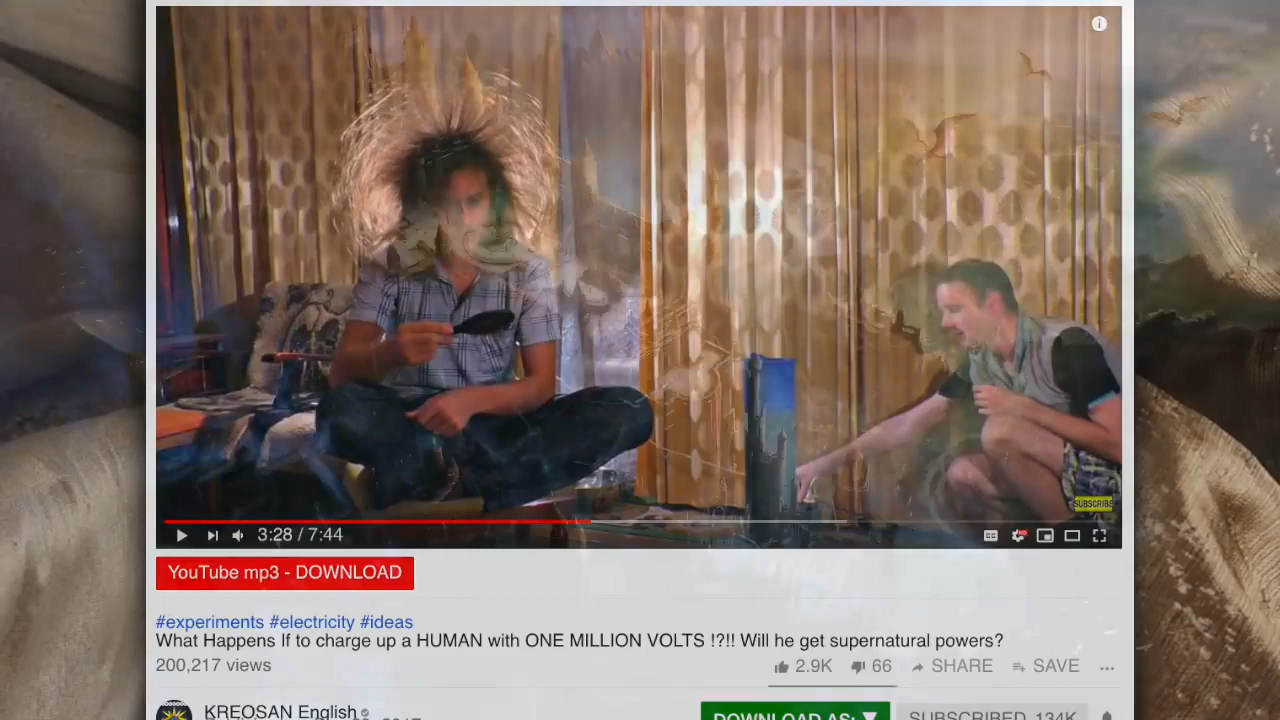 SUBSCRIBE
3:28 / 7:44
YouTube mp3 - DOWNLOAD
#experiments #electricity #ideas
What Happens If to charge up a HUMAN with ONE MILLION VOLTS !?!! Will he get supernatural powers?
200,217 views
2.9K 66 SHARE SAVE
KREOSAN English
DOWNLOAD AS:
SUBSCRIBED 134K